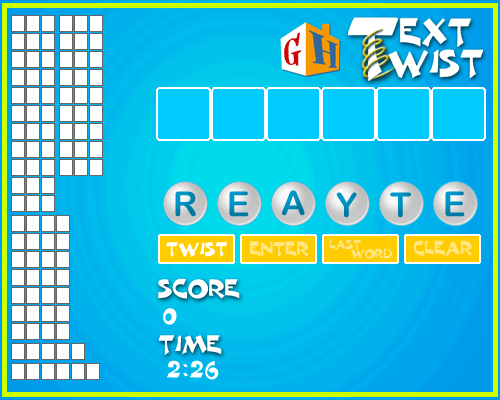 GH TEXT
TWIST
R E A Y T E
TWIST ENTER LAST WORD CLEAR
SCORE
0
TIME
2:26